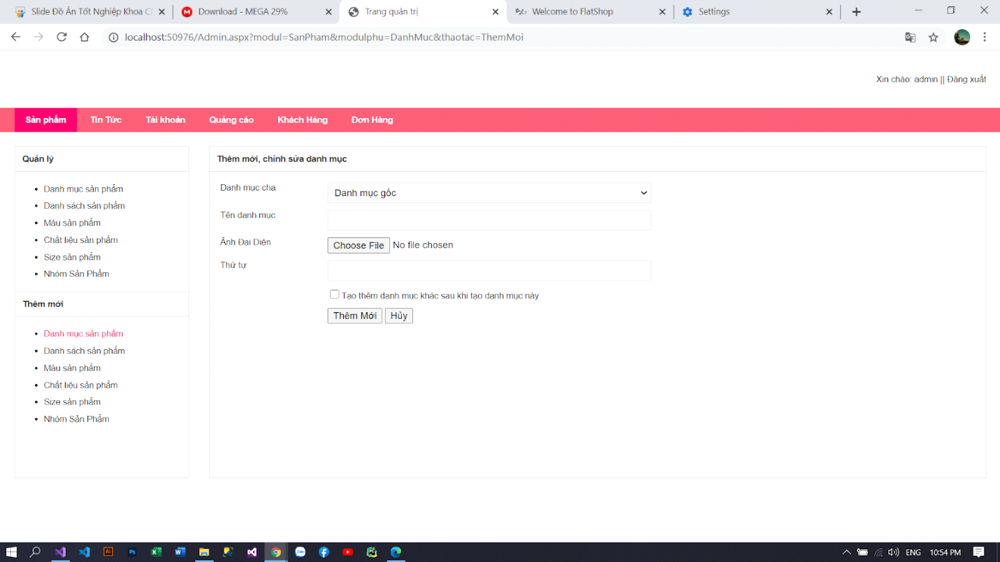 Slide Đồ Án Tốt Nghiệp Khoa
Download - MEGA 29%
Trang quản trị
Welcome to FlatShop
Settings
localhost:50976/Admin.aspx?modul=SanPham&modulphu=DanhMuc&thaotac=ThemMoi
Xin chào: admin || Đăng xuất
Sản phẩm Tin Tức Tài khoản Quảng cáo Khách Hàng Đơn Hàng
Quản lý
Danh mục sản phẩm
Danh sách sản phẩm
Màu sản phẩm
Chất liệu sản phẩm
Size sản phẩm
Nhóm Sản Phẩm
Thêm mới
Danh mục sản phẩm
Danh sách sản phẩm
Màu sản phẩm
Chất liệu sản phẩm
Size sản phẩm
Nhóm Sản Phẩm
Thêm mới, chỉnh sửa danh mục
Danh mục cha Danh mục gốc
Tên danh mục
Ảnh Đại Diện Choose File No file chosen
Thứ tự
Tạo thêm danh mục khác sau khi tạo danh mục này
Thêm Mới Hủy
ENG 10:54 PM